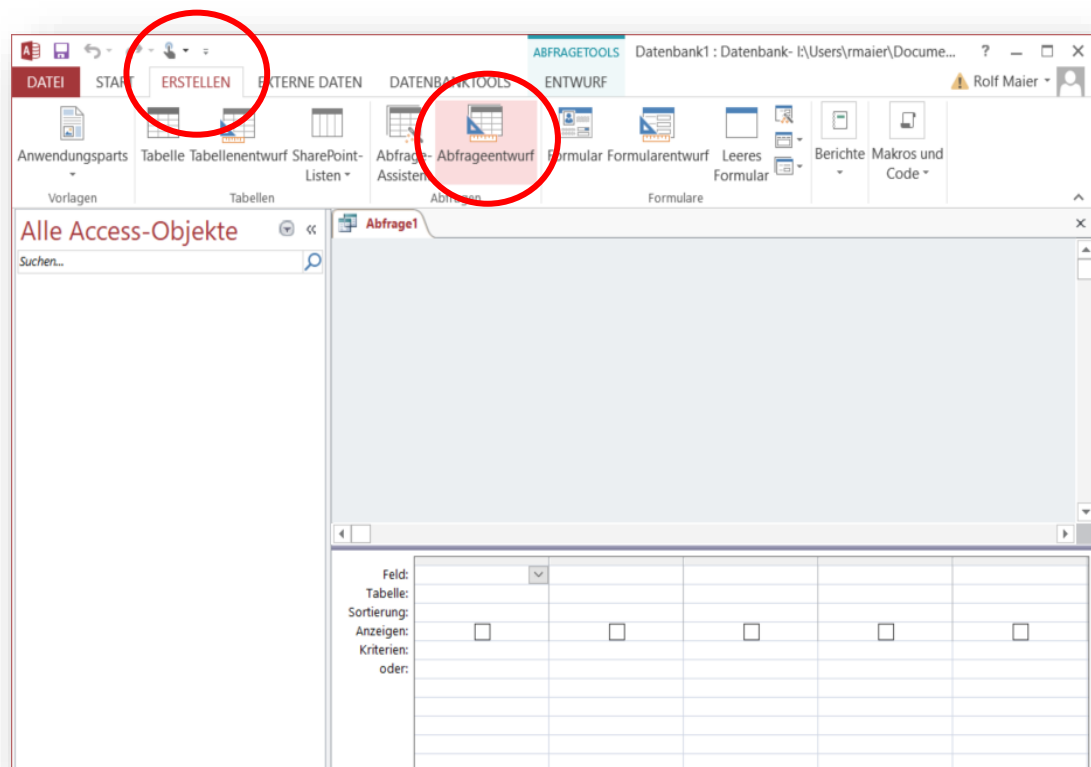 ABFRAGETOOLS Datenbank1 : Datenbank- I:\Users\rmaier\Docume... ?
DATEI START ERSTELLEN EXTERNE DATEN DATENBANKTOOLS ENTWURF Rolf Maier
Anwendungsparts Tabelle Tabellenentwurf SharePoint- Abfrage- Abfrageentwurf Formular Formularentwurf Leeres Berichte Makros und
Listen Assistent Formular Code
Vorlagen Tabellen Abfragen Formulare
Alle Access-Objekte « Abfrage1
Suchen...
Feld:
Tabelle:
Sortierung:
Anzeigen:
Kriterien:
oder: